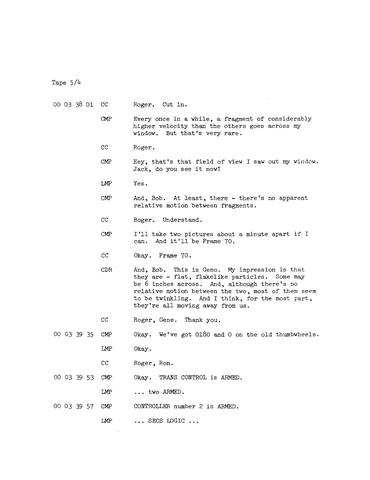 Tape 5/4
00 03 38 01 CC Roger. Cut in.
CMP Every once in a while, a fragment of considerably
higher velocity than the others goes across my
window. But that's very rare.
CC Roger.
CMP Hey, that's that field of view I saw out my window.
Jack, do you see it now?
LMP Yes.
CMP And, Bob. At least, there - there's no apparent
relative motion between fragments.
CC Roger. Understand.
CMP I'll take two pictures about a minute apart if I
can. And it'll be Frame 70.
CC Okay. Frame 70.
CDR And, Bob. This is Geno. My impression is that
they are - flat, flakelike particles. Some may
be 6 inches across. And, although there's no
relative motion between the two, most of them seem
to be twinkling. And I think, for the most part,
they're all moving away from us.
CC Roger, Gene. Thank you.
00 03 39 35 CMP Okay. We've got 0180 and 0 on the old thumbwheels.
LMP Okay.
CC Roger, Ron.
00 03 39 53 CMP Okay. TRANS CONTROL is ARMED.
LMP ... two ARMED.
00 03 39 57 CMP CONTROLLER number 2 is ARMED.
LMP ... SECS LOGIC ...